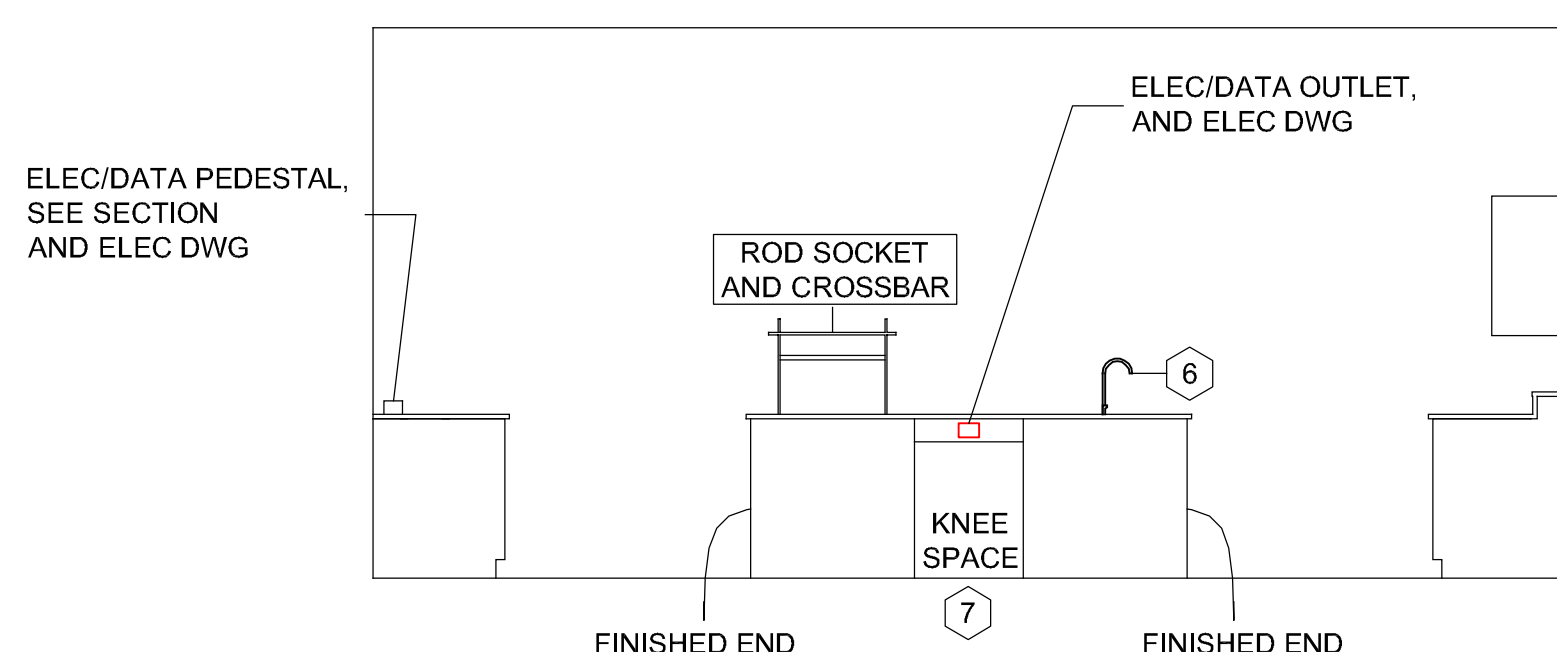 ELEC/DATA OUTLET,
AND ELEC DWG
ELEC/DATA PEDESTAL,
SEE SECTION
AND ELEC DWG
ROD SOCKET
AND CROSSBAR
6
KNEE
SPACE
7
FINISHED END
FINISHED END